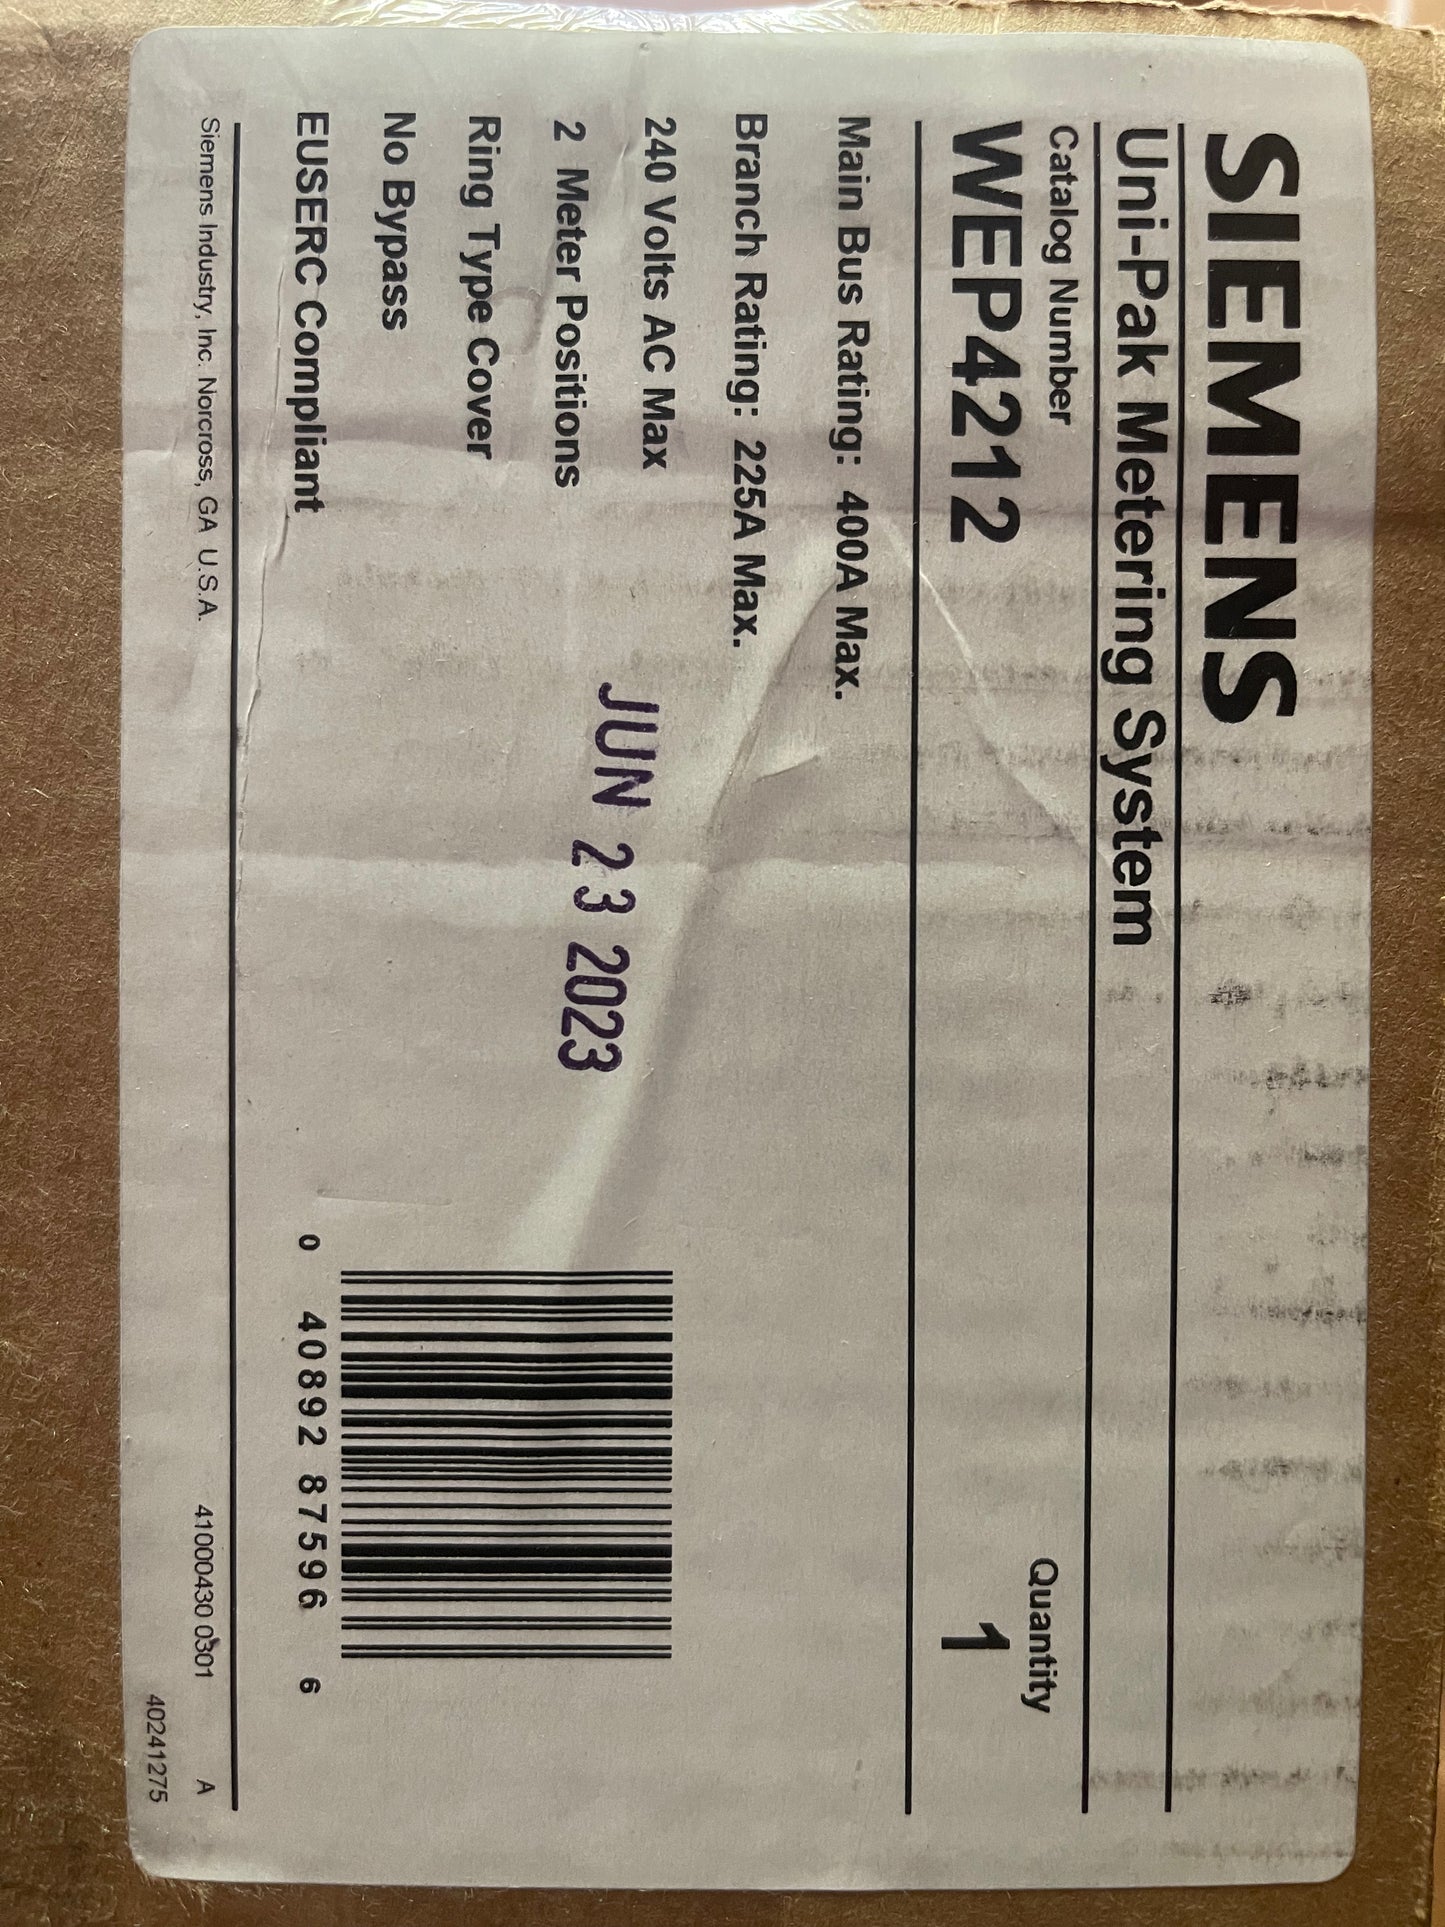 SIEMENS
Uni-Pak Metering System
Catalog Number
Quantity
WEP4212
1
Main Bus Rating: 400A Max.
Branch Rating: 225A Max.
240 Volts AC Max
2 Meter Positions
Ring Type Cover
No Bypass
EUSERC Compliant
JUN 23 2023
0 40892 87596 6
Siemens Industry, Inc. Norcross, GA U.S.A.
41000430 0301 A
40241275